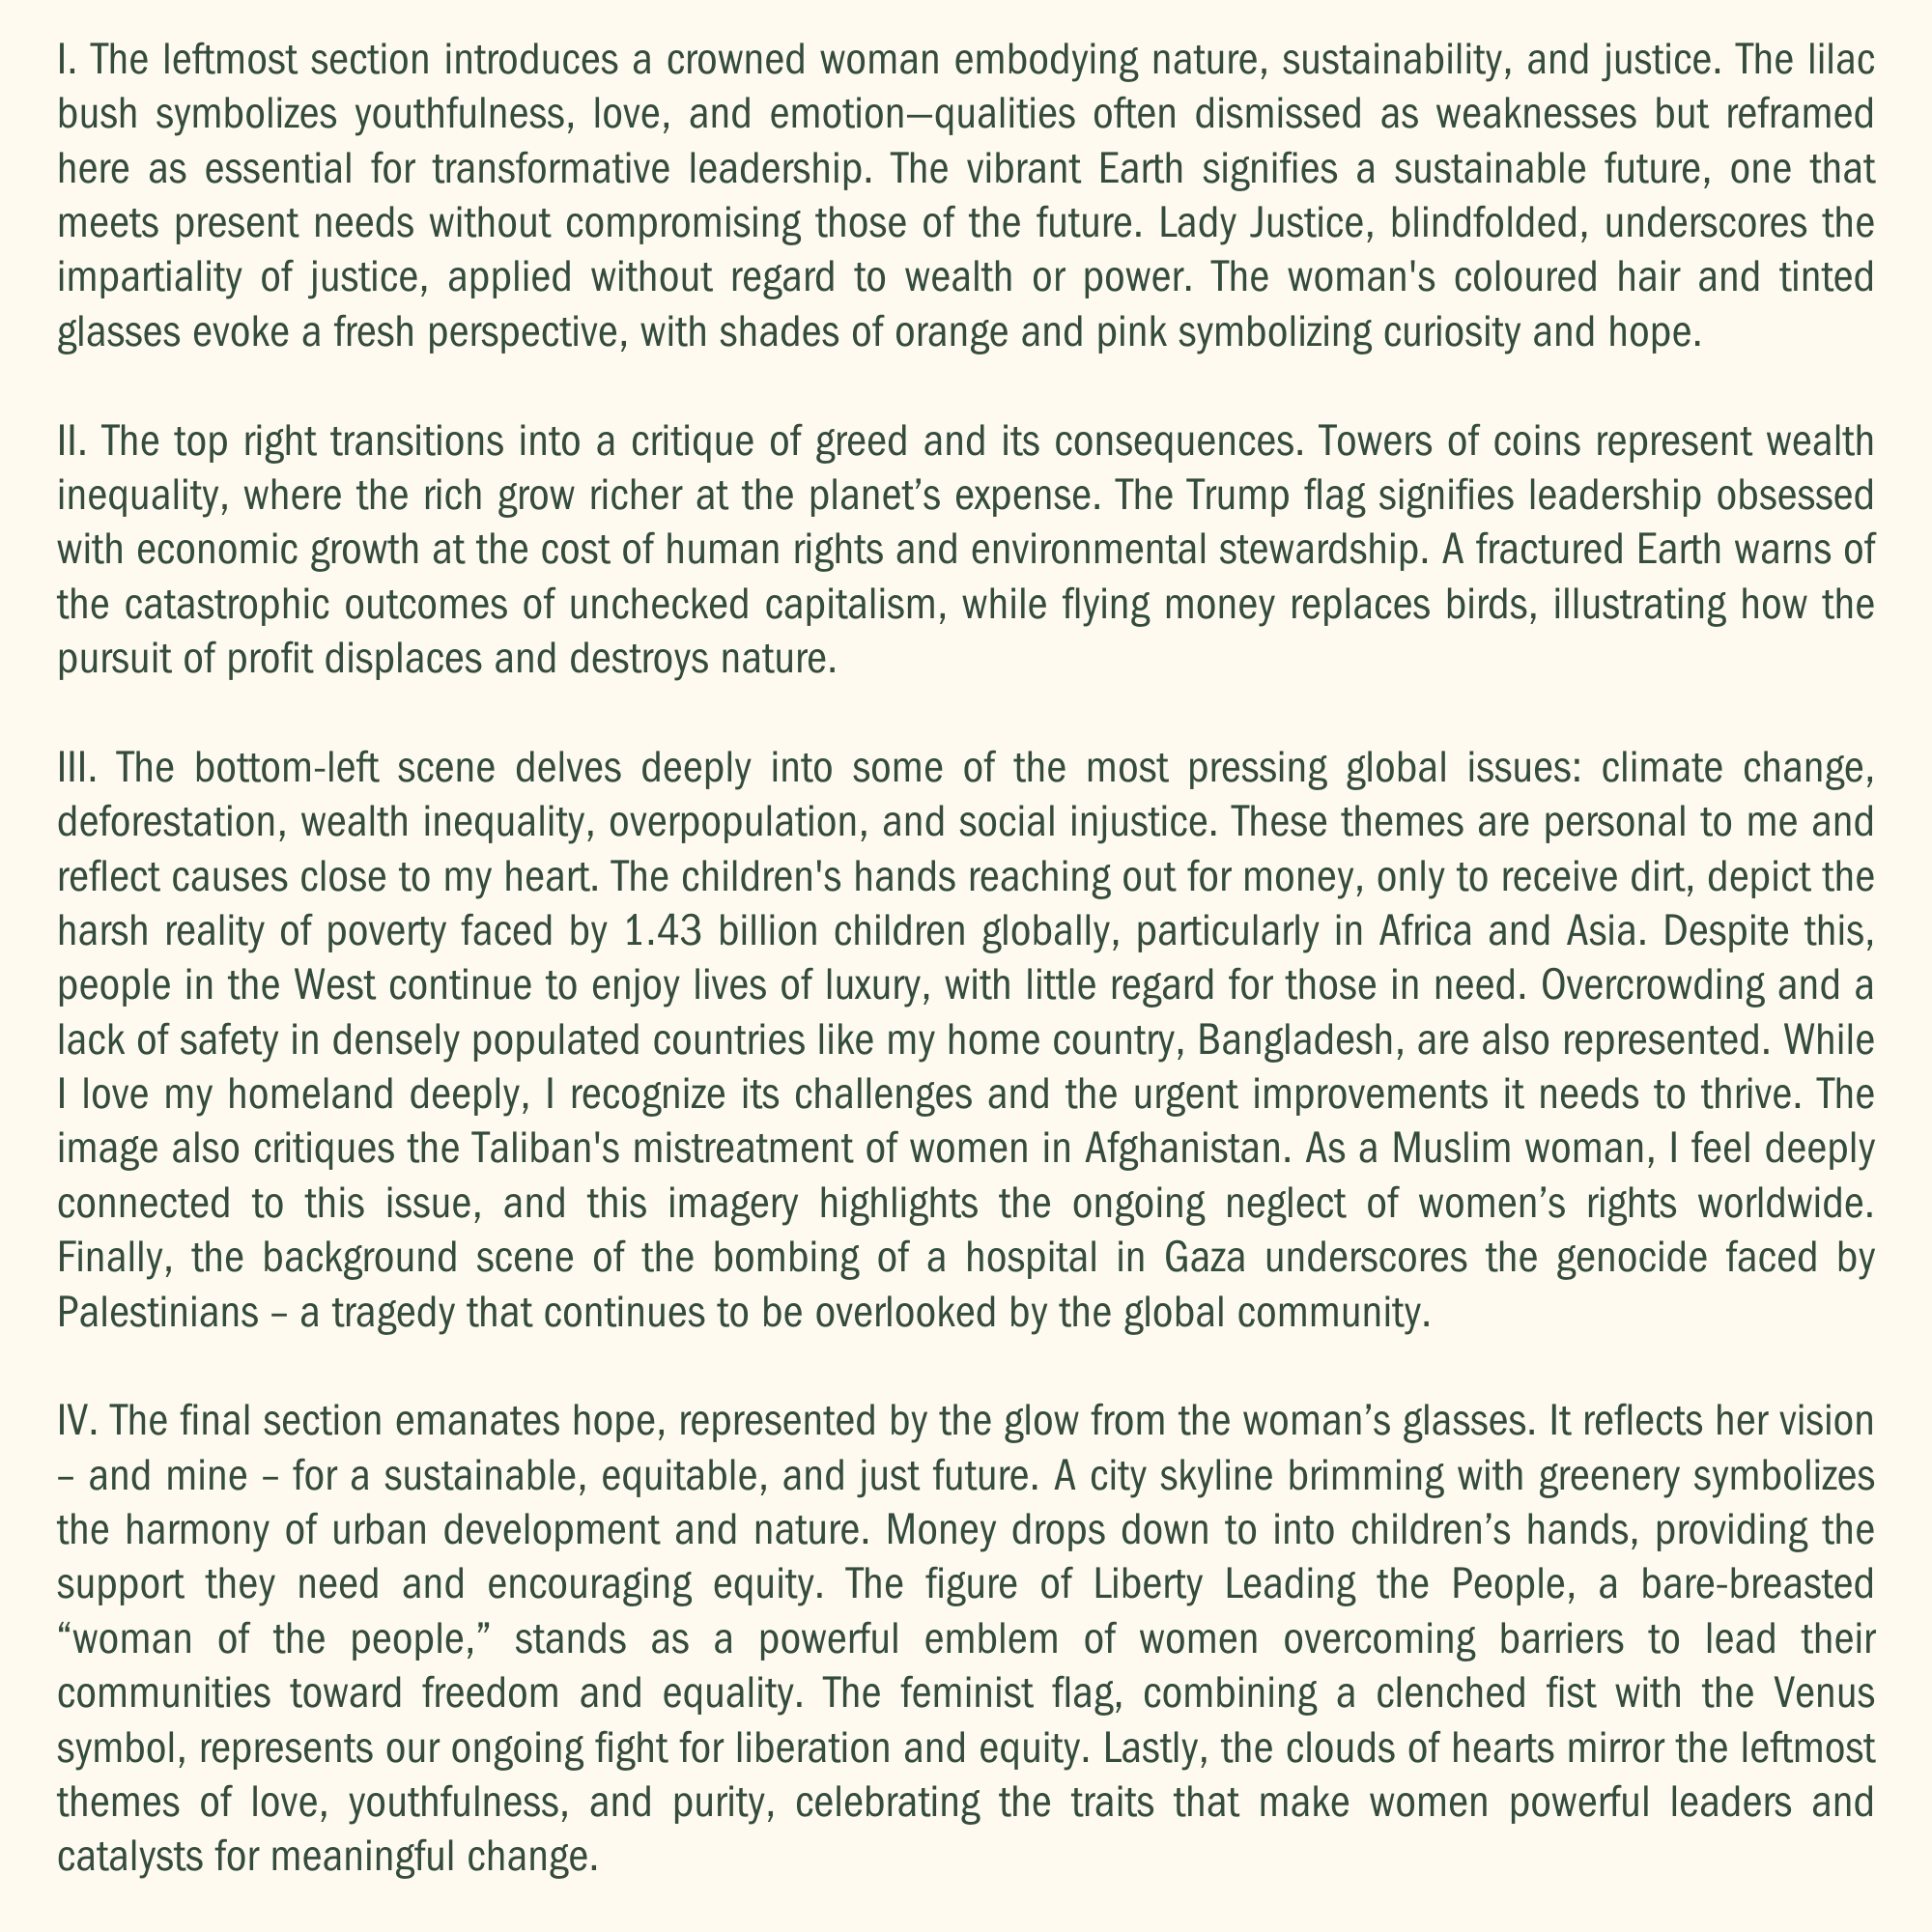 I. The leftmost section introduces a crowned woman embodying nature, sustainability, and justice. The lilac
bush symbolizes youthfulness, love, and emotion—qualities often dismissed as weaknesses but reframed
here as essential for transformative leadership. The vibrant Earth signifies a sustainable future, one that
meets present needs without compromising those of the future. Lady Justice, blindfolded, underscores the
impartiality of justice, applied without regard to wealth or power. The woman's coloured hair and tinted
glasses evoke a fresh perspective, with shades of orange and pink symbolizing curiosity and hope.
II. The top right transitions into a critique of greed and its consequences. Towers of coins represent wealth
inequality, where the rich grow richer at the planet’s expense. The Trump flag signifies leadership obsessed
with economic growth at the cost of human rights and environmental stewardship. A fractured Earth warns of
the catastrophic outcomes of unchecked capitalism, while flying money replaces birds, illustrating how the
pursuit of profit displaces and destroys nature.
III. The bottom-left scene delves deeply into some of the most pressing global issues: climate change,
deforestation, wealth inequality, overpopulation, and social injustice. These themes are personal to me and
reflect causes close to my heart. The children's hands reaching out for money, only to receive dirt, depict the
harsh reality of poverty faced by 1.43 billion children globally, particularly in Africa and Asia. Despite this,
people in the West continue to enjoy lives of luxury, with little regard for those in need. Overcrowding and a
lack of safety in densely populated countries like my home country, Bangladesh, are also represented. While
I love my homeland deeply, I recognize its challenges and the urgent improvements it needs to thrive. The
image also critiques the Taliban's mistreatment of women in Afghanistan. As a Muslim woman, I feel deeply
connected to this issue, and this imagery highlights the ongoing neglect of women’s rights worldwide.
Finally, the background scene of the bombing of a hospital in Gaza underscores the genocide faced by
Palestinians – a tragedy that continues to be overlooked by the global community.
IV. The final section emanates hope, represented by the glow from the woman’s glasses. It reflects her vision
– and mine – for a sustainable, equitable, and just future. A city skyline brimming with greenery symbolizes
the harmony of urban development and nature. Money drops down to into children’s hands, providing the
support they need and encouraging equity. The figure of Liberty Leading the People, a bare-breasted
“woman of the people,” stands as a powerful emblem of women overcoming barriers to lead their
communities toward freedom and equality. The feminist flag, combining a clenched fist with the Venus
symbol, represents our ongoing fight for liberation and equity. Lastly, the clouds of hearts mirror the leftmost
themes of love, youthfulness, and purity, celebrating the traits that make women powerful leaders and
catalysts for meaningful change.